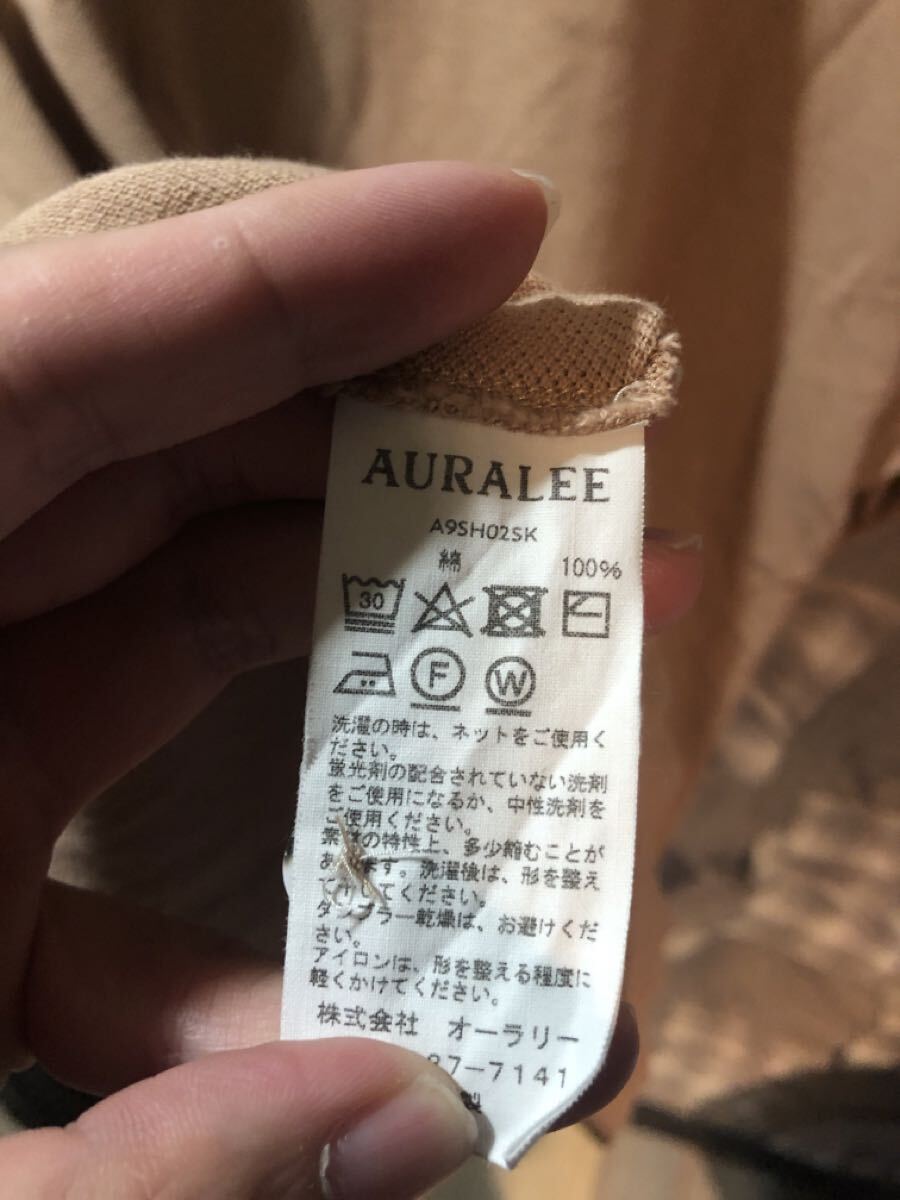 AURALEE
A9SH02SK
綿 100%
30
F W
洗濯の時は、ネットをご使用く
ださい。
蛍光剤の配合されていない洗剤
をご使用になるか、中性洗剤を
ご使用ください。
の特性上、多少縮むことが
ます。洗濯後は、形を整え
てください。
タンブラー乾燥は、お避けくだ
さい。
アイロンは、形を整える程度に
軽くかけてください。
株式会社 オーラリー
7-7141
製